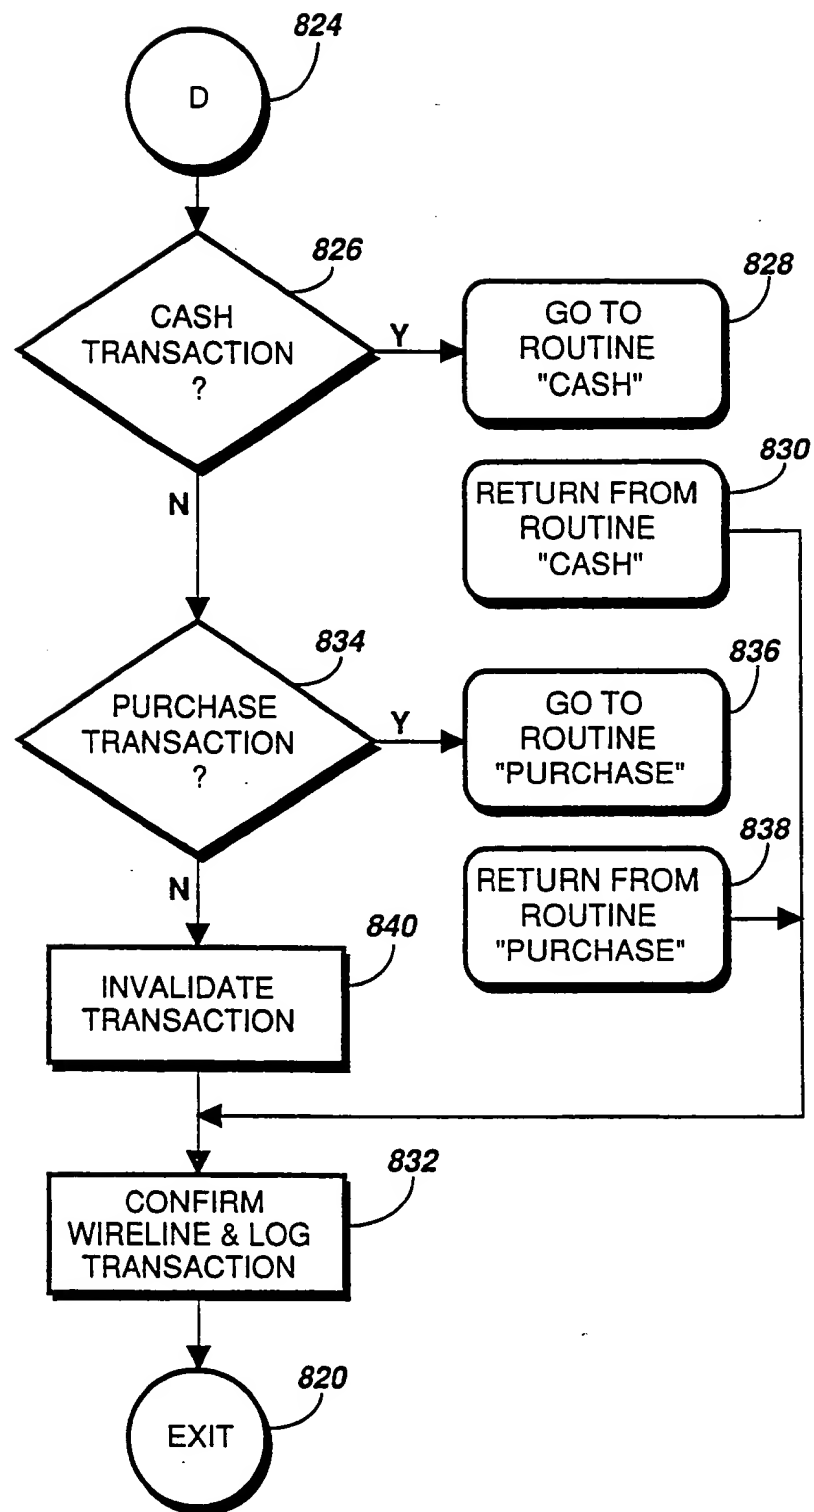 824
D
826
CASH
TRANSACTION
?
Y
828
GO TO
ROUTINE
"CASH"
830
RETURN FROM
ROUTINE
"CASH"
N
834
PURCHASE
TRANSACTION
?
Y
836
GO TO
ROUTINE
"PURCHASE"
838
RETURN FROM
ROUTINE
"PURCHASE"
N
840
INVALIDATE
TRANSACTION
832
CONFIRM
WIRELINE & LOG
TRANSACTION
820
EXIT